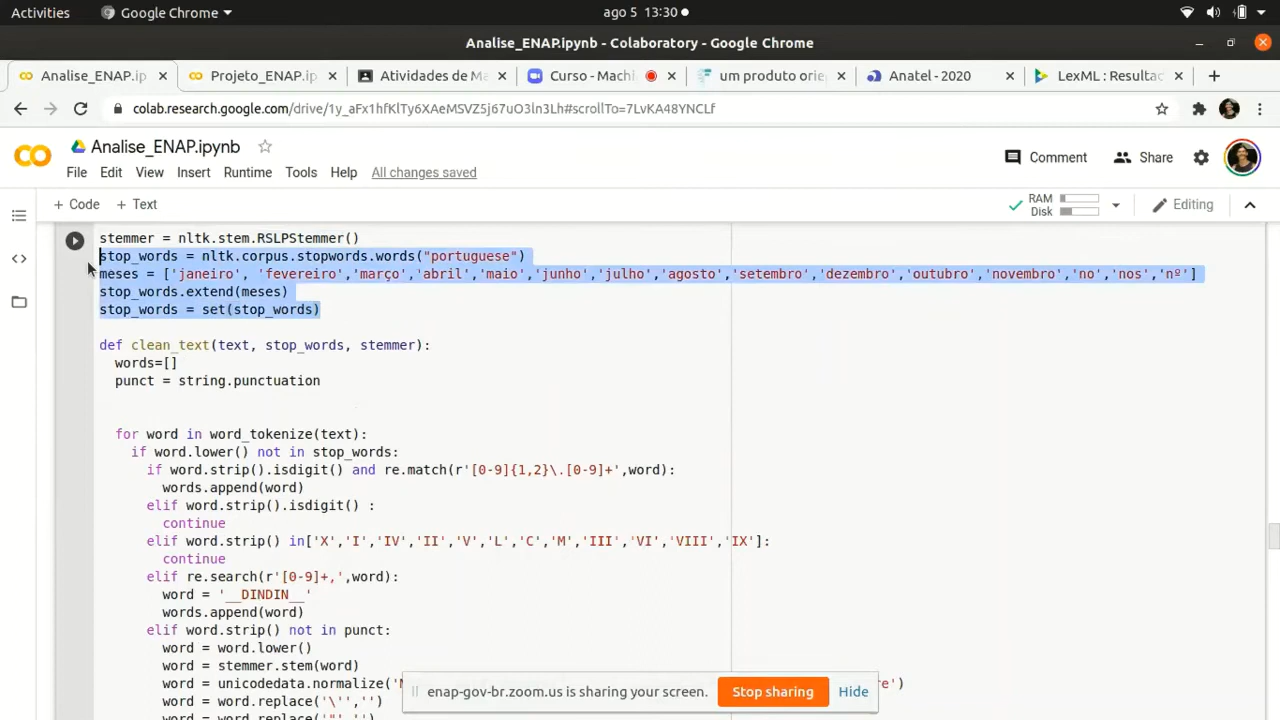 Activities Google Chrome ago 5 13:30
Analise_ENAP.ipynb - Colaboratory - Google Chrome
Analise_ENAP.ip Projeto_ENAP.ip Atividades de M Curso - Machi um produto orie Anatel - 2020 LexML : Resultac
colab.research.google.com/drive/1y_aFx1hfKlTy6XAeMSVZ5j67uO3ln3Lh#scrollTo=7LvKA48YNCLf
Analise_ENAP.ipynb Comment Share
File Edit View Insert Runtime Tools Help All changes saved
+ Code + Text RAM Disk Editing
stemmer = nltk.stem.RSLPStemmer()
stop_words = nltk.corpus.stopwords.words("portuguese")
meses = ['janeiro', 'fevereiro','março','abril','maio','junho','julho','agosto','setembro','dezembro','outubro','novembro','no','nos','nº']
stop_words.extend(meses)
stop_words = set(stop_words)
def clean_text(text, stop_words, stemmer):
words=[]
punct = string.punctuation
for word in word_tokenize(text):
if word.lower() not in stop_words:
if word.strip().isdigit() and re.match(r'[0-9]{1,2}\.[0-9]+',word):
words.append(word)
elif word.strip().isdigit() :
continue
elif word.strip() in['X','I','IV','II','V','L','C','M','III','VI','VIII','IX']:
continue
elif re.search(r'[0-9]+,',word):
word = '__DINDIN__'
words.append(word)
elif word.strip() not in punct:
word = word.lower()
word = stemmer.stem(word)
word = unicodedata.normalize(
word = word.replace('\'','')
word = word.replace('"','')
enap-gov-br.zoom.us is sharing your screen. Stop sharing Hide